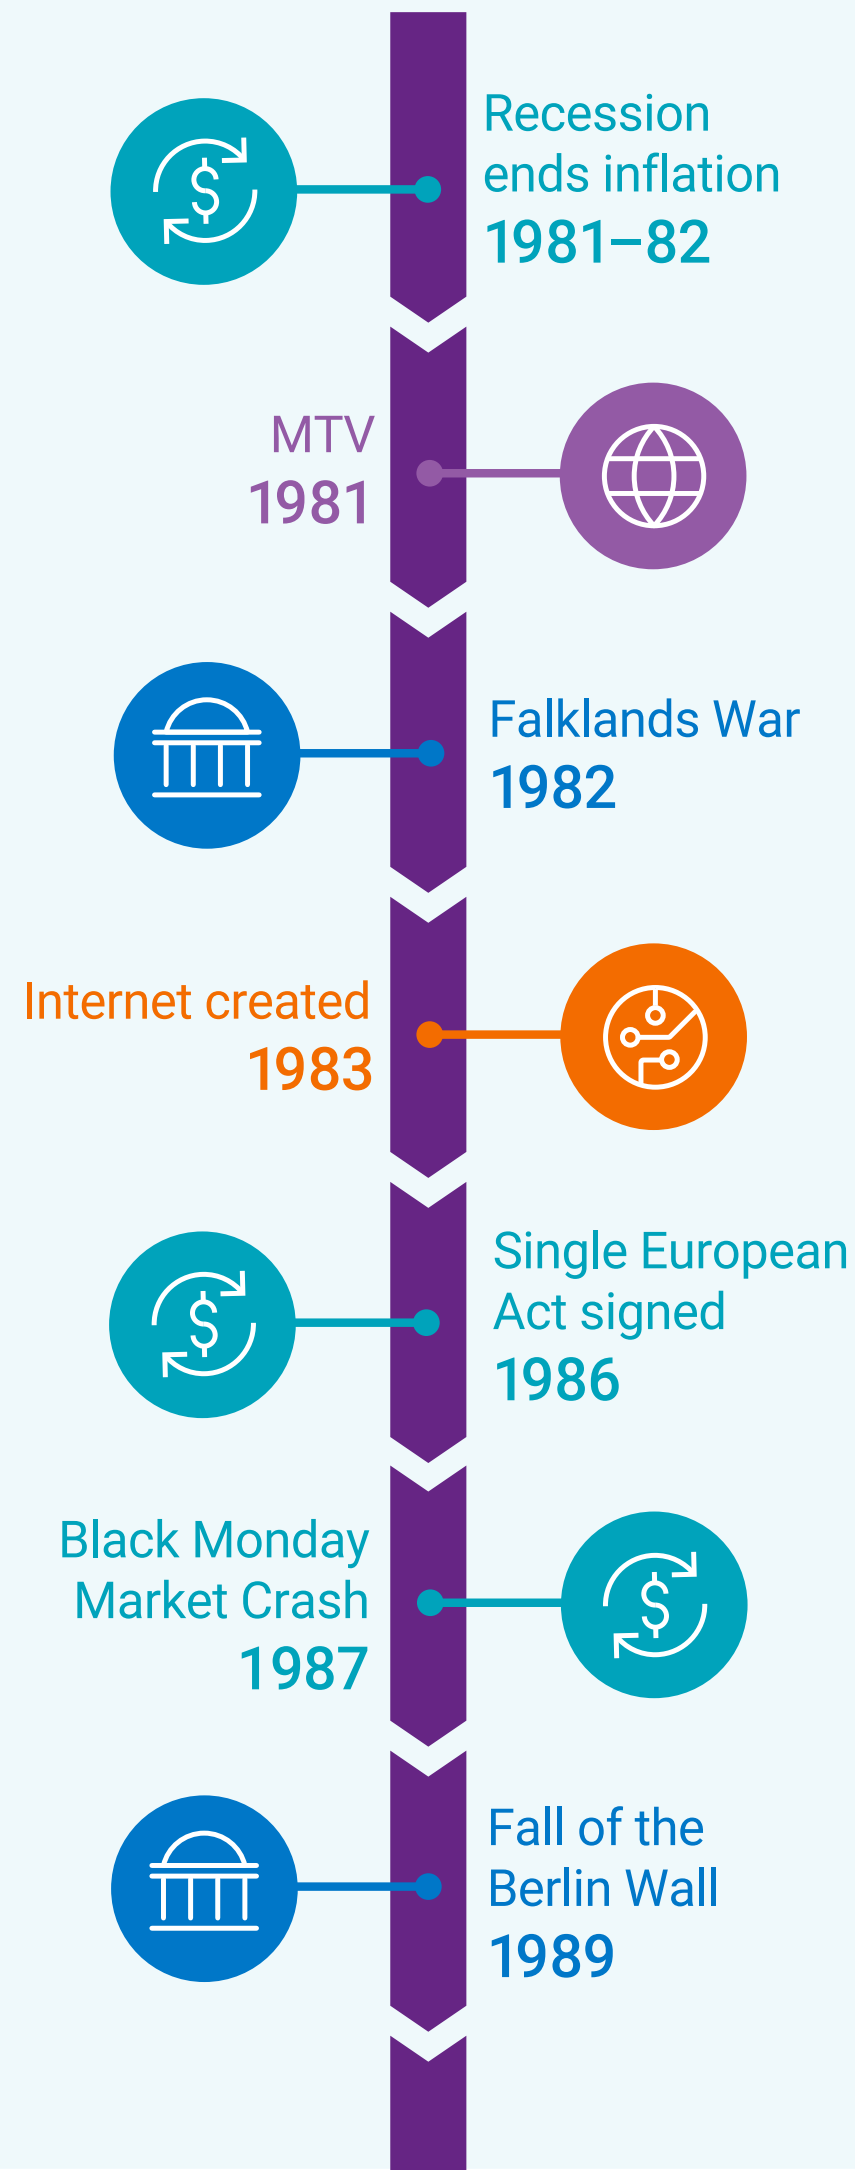 Recession
ends inflation
1981–82
MTV
1981
Falklands War
1982
Internet created
1983
Single European
Act signed
1986
Black Monday
Market Crash
1987
Fall of the
Berlin Wall
1989